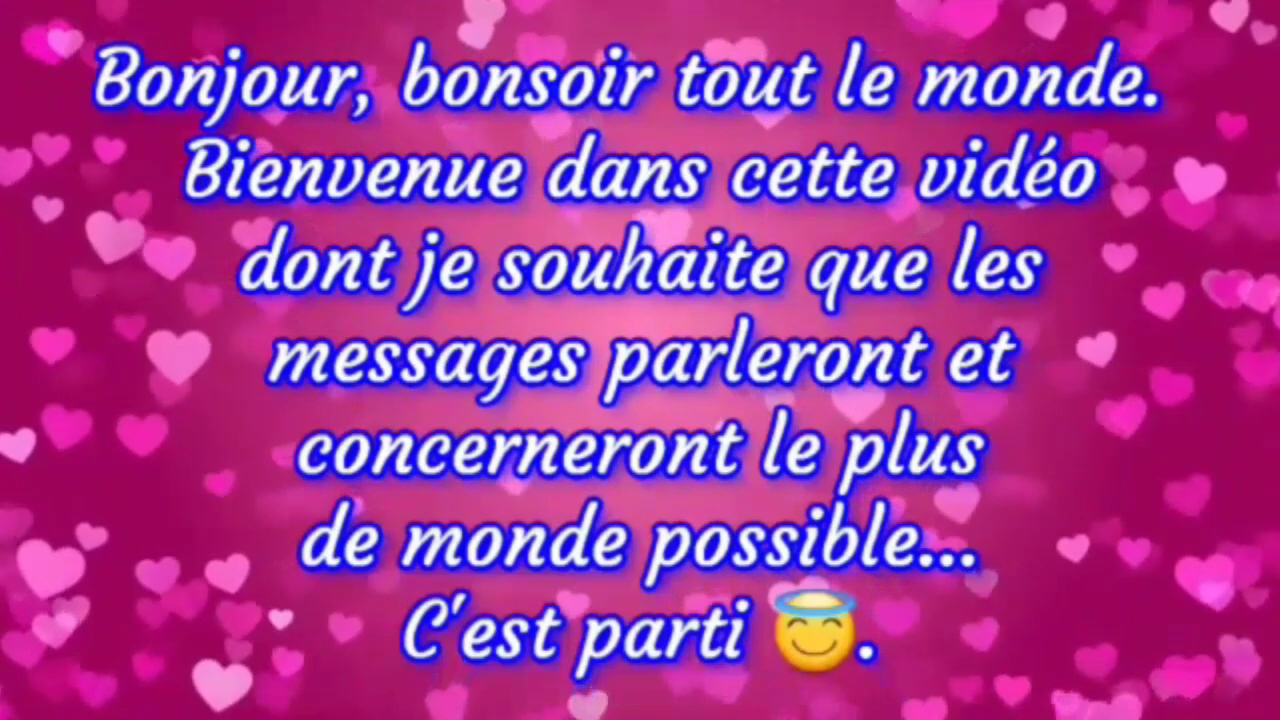 Bonjour, bonsoir tout le monde.
Bienvenue dans cette vidéo
dont je souhaite que les
messages parleront et
concerneront le plus
de monde possible...
C'est parti 😇.